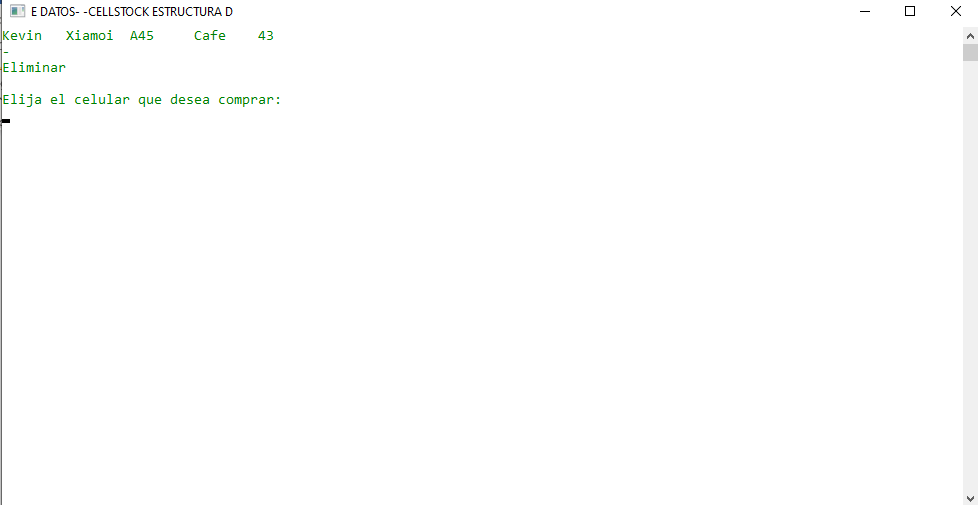 E DATOS- -CELLSTOCK ESTRUCTURA D
Kevin   Xiamoi  A45     Cafe    43
-
Eliminar
Elija el celular que desea comprar: